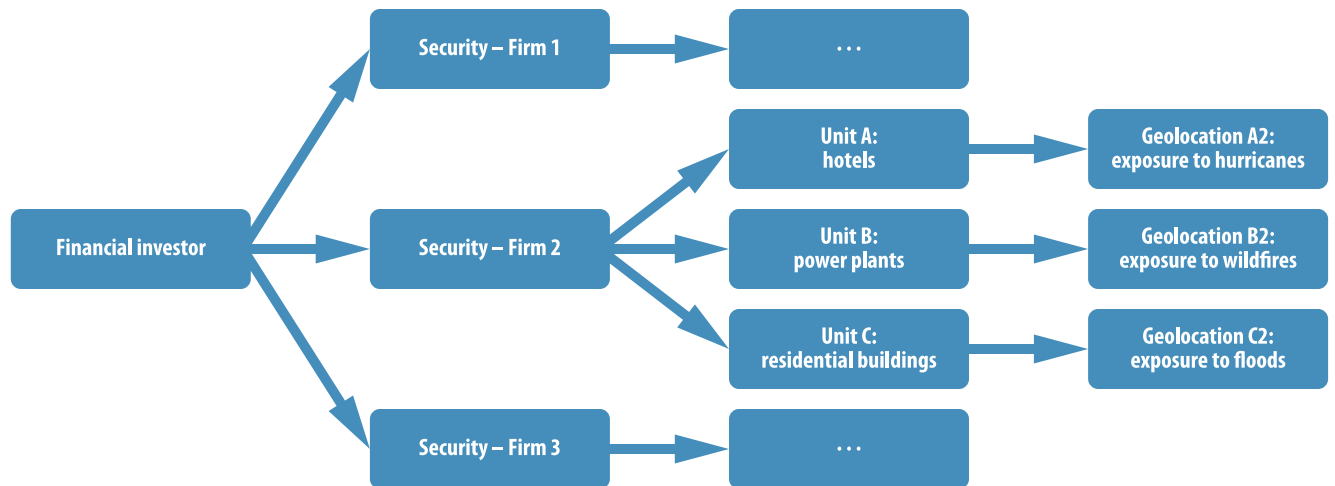 Security – Firm 1
...
Unit A:
hotels
Geolocation A2:
exposure to hurricanes
Financial investor
Security – Firm 2
Unit B:
power plants
Geolocation B2:
exposure to wildfires
Unit C:
residential buildings
Geolocation C2:
exposure to floods
Security – Firm 3
...